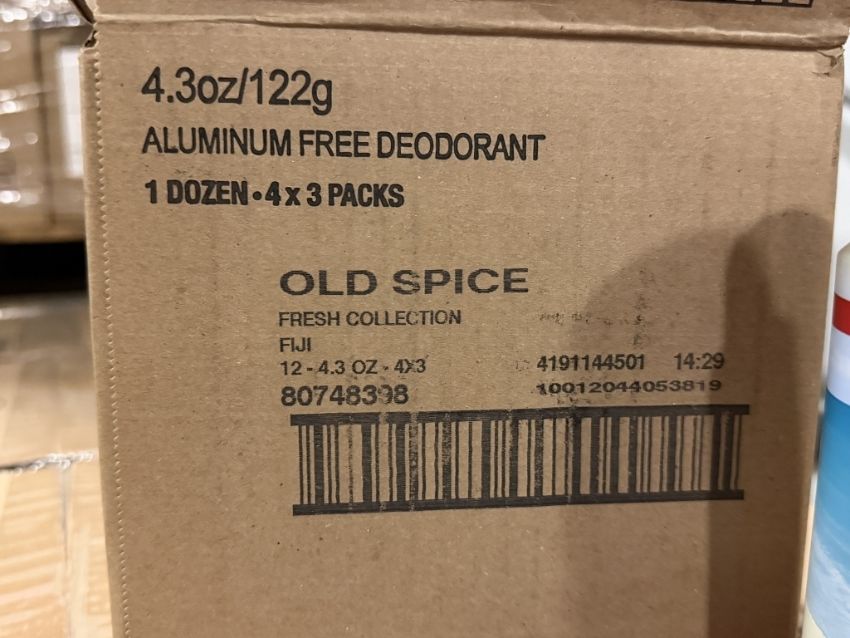 4.3oz/122g
ALUMINUM FREE DEODORANT
1 DOZEN • 4 x 3 PACKS
OLD SPICE
FRESH COLLECTION
FIJI
12 - 4.3 OZ - 4X3
4191144501 14:29
80748398
10012044053819